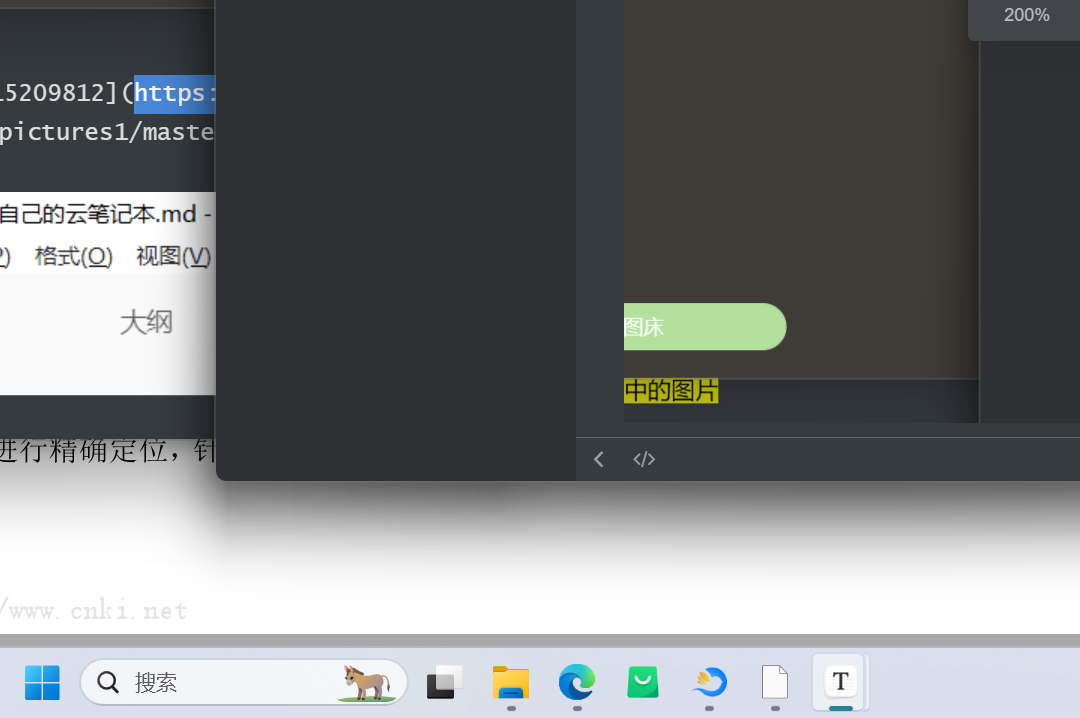 200%
15209812](https:
pictures1/maste
自己的云笔记本.md -
格式(O) 视图(V)
大纲
图床
中的图片
进行精确定位，针
</>
/www.cnki.net
搜索
T